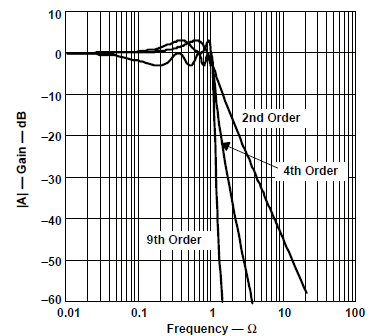 10
0
–10
–20
–30
–40
–50
–60
|A| — Gain — dB
2nd Order
4th Order
9th Order
0.01
0.1
1
10
100
Frequency — Ω